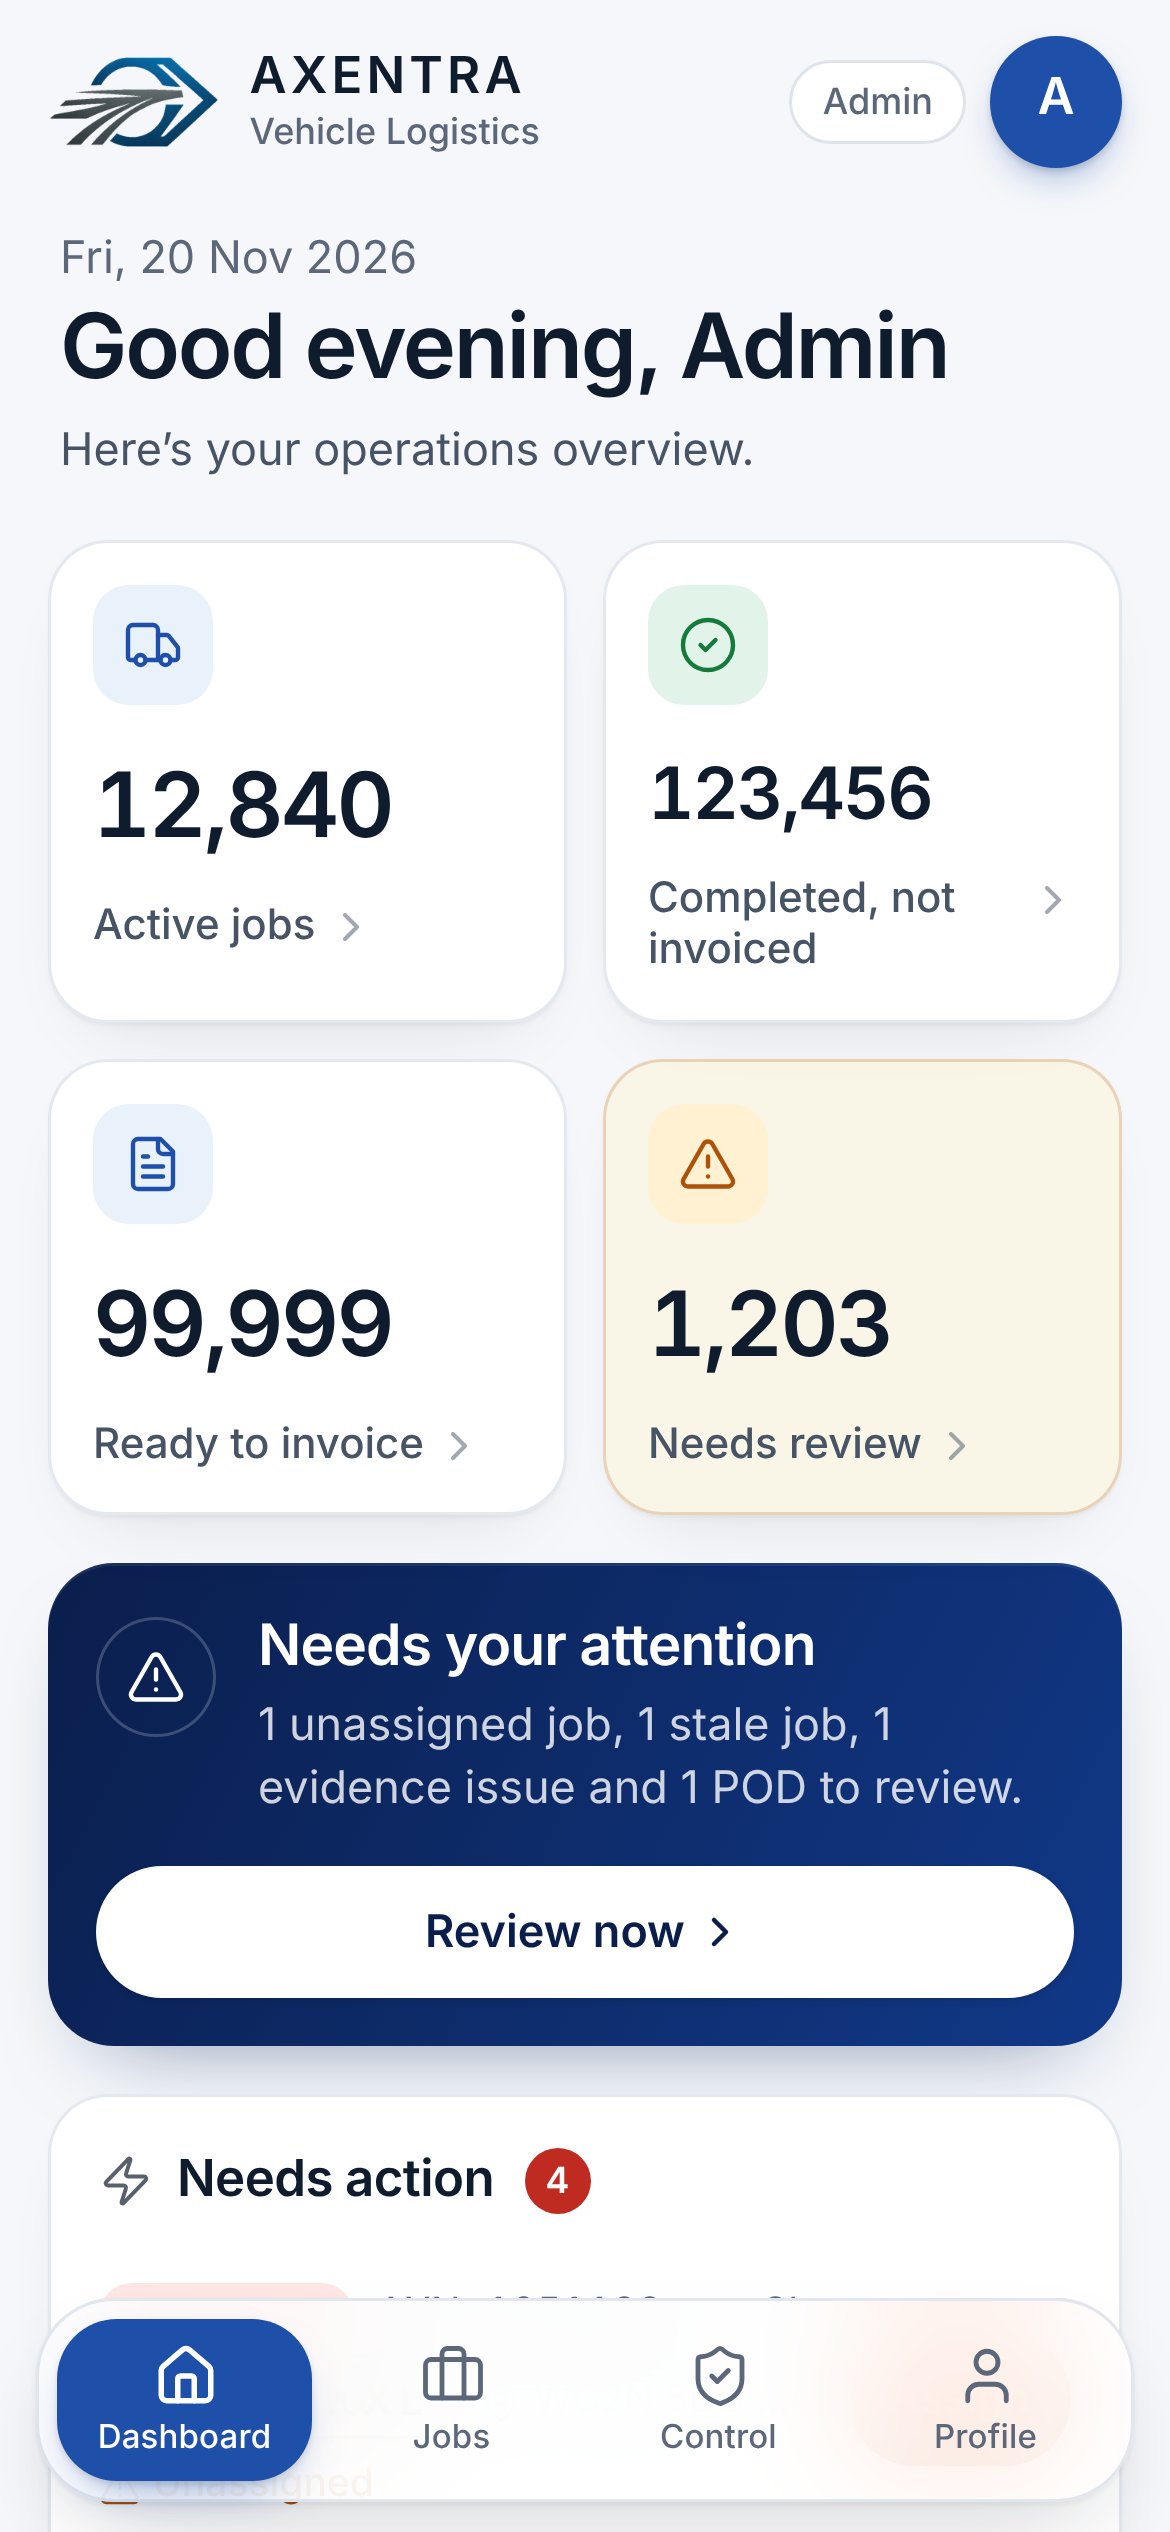 AXENTRA
Vehicle Logistics
Admin
A
Fri, 20 Nov 2026
Good evening, Admin
Here’s your operations overview.
12,840
Active jobs
123,456
Completed, not
invoiced
99,999
Ready to invoice
1,203
Needs review
Needs your attention
1 unassigned job, 1 stale job, 1
evidence issue and 1 POD to review.
Review now
Needs action
4
Unassigned
Dashboard
Jobs
Control
Profile